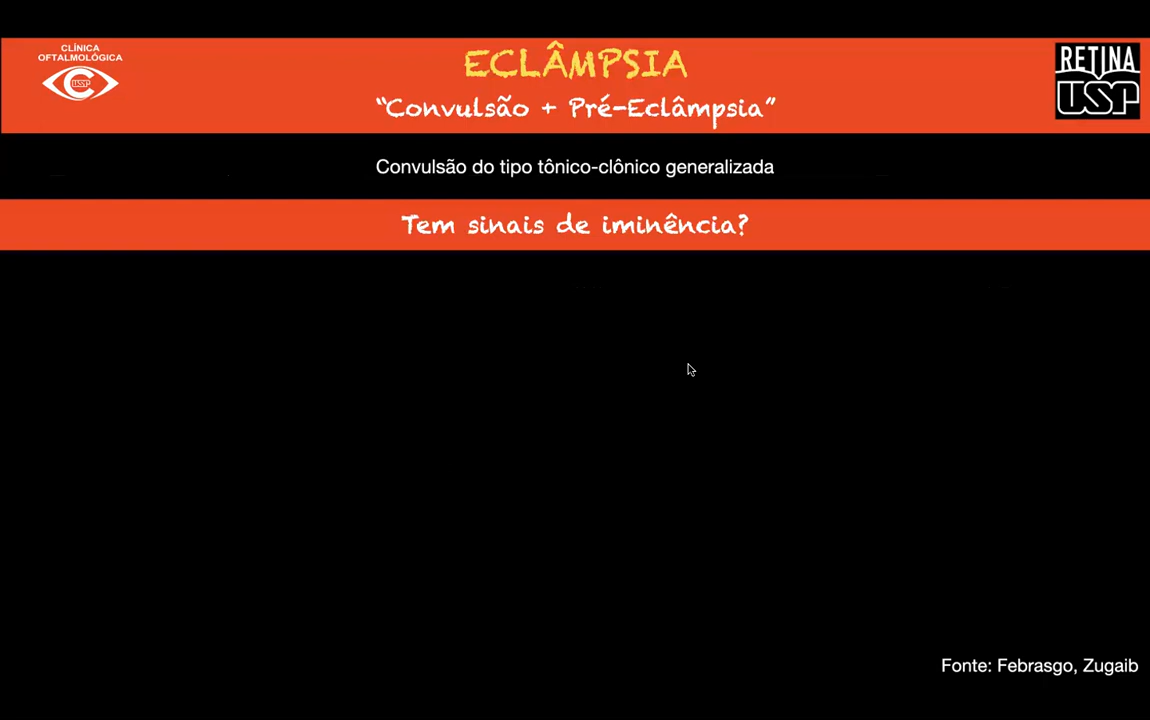 CLÍNICA
OFTALMOLÓGICA
C
USP
ECLÂMPSIA
“Convulsão + Pré-Eclâmpsia”
RETINA
USP
Convulsão do tipo tônico-clônico generalizada
Tem sinais de iminência?
Fonte: Febrasgo, Zugaib